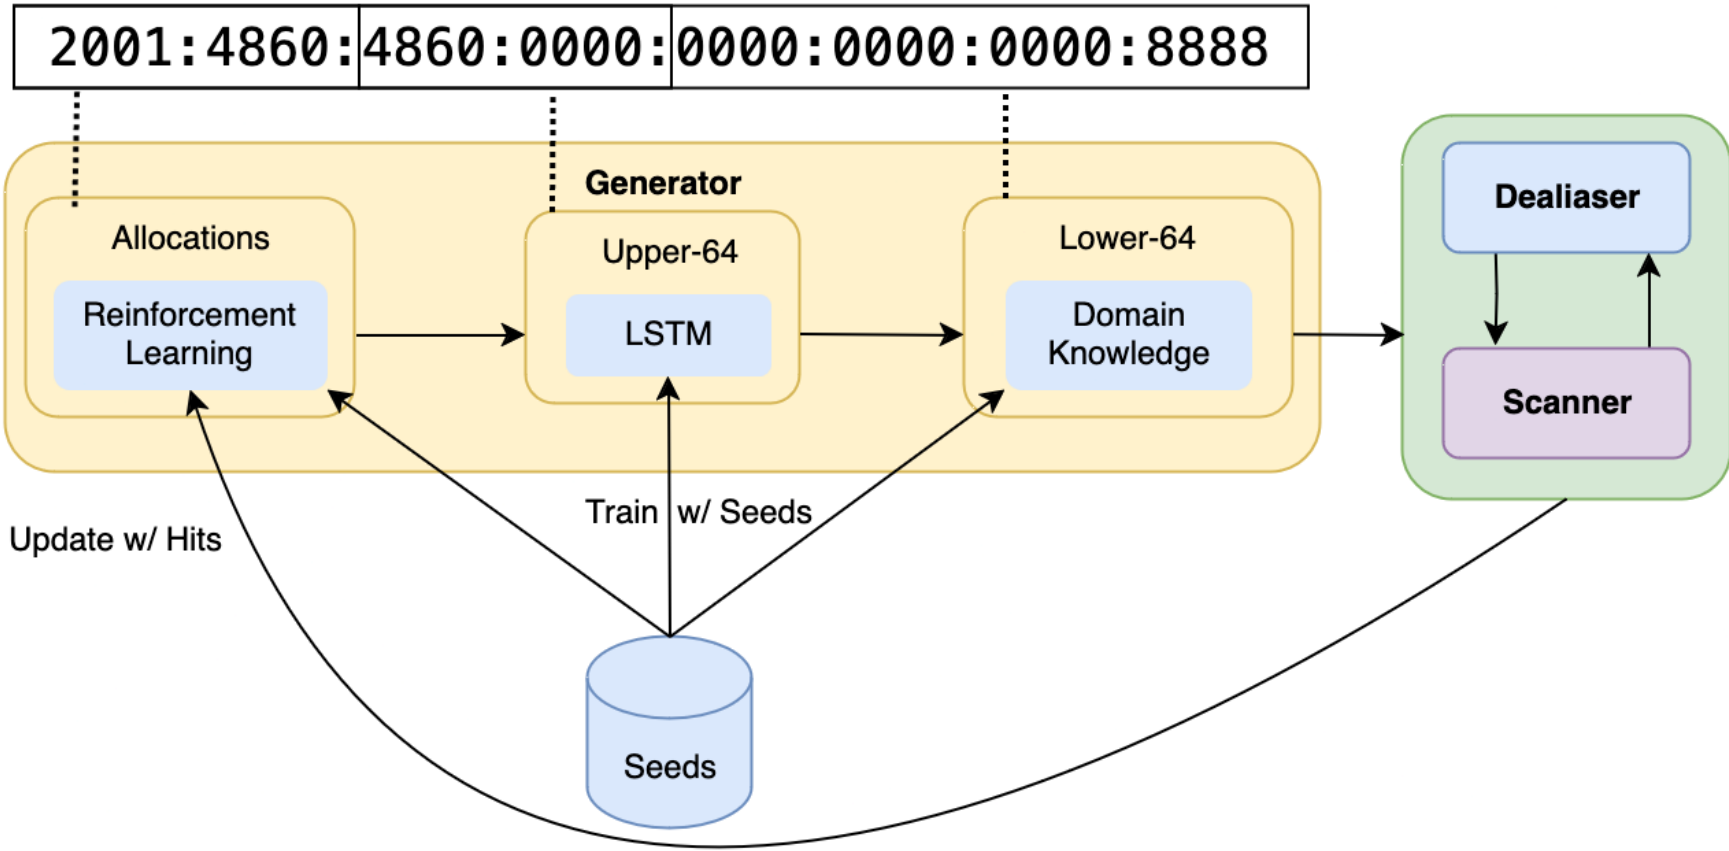 2001:4860:4860:0000:0000:0000:0000:8888
Generator
Allocations
Reinforcement
Learning
Upper-64
LSTM
Lower-64
Domain
Knowledge
Dealiaser
Scanner
Update w/ Hits
Train w/ Seeds
Seeds